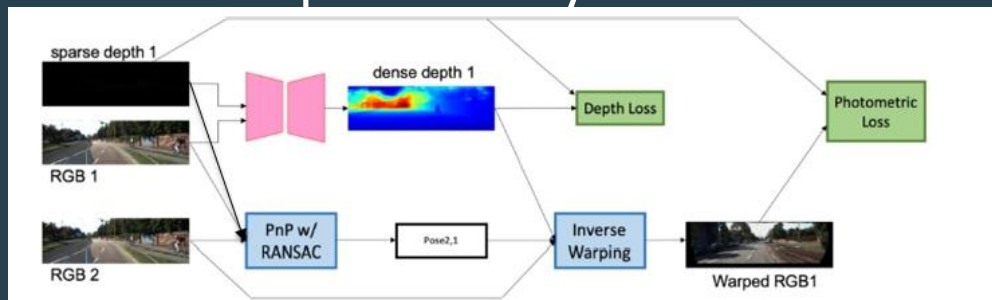 sparse depth 1
dense depth 1
Depth Loss
Photometric
Loss
RGB 1
PnP w/
RANSAC
Pose2,1
Inverse
Warping
RGB 2
Warped RGB1